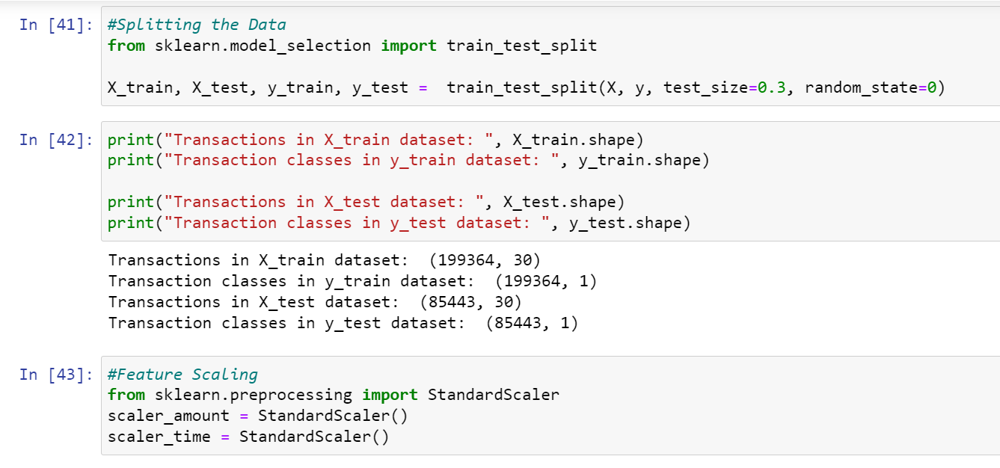 In [41]: #Splitting the Data
from sklearn.model_selection import train_test_split
X_train, X_test, y_train, y_test =  train_test_split(X, y, test_size=0.3, random_state=0)
In [42]: print("Transactions in X_train dataset: ", X_train.shape)
print("Transaction classes in y_train dataset: ", y_train.shape)
print("Transactions in X_test dataset: ", X_test.shape)
print("Transaction classes in y_test dataset: ", y_test.shape)
Transactions in X_train dataset:  (199364, 30)
Transaction classes in y_train dataset:  (199364, 1)
Transactions in X_test dataset:  (85443, 30)
Transaction classes in y_test dataset:  (85443, 1)
In [43]: #Feature Scaling
from sklearn.preprocessing import StandardScaler
scaler_amount = StandardScaler()
scaler_time = StandardScaler()